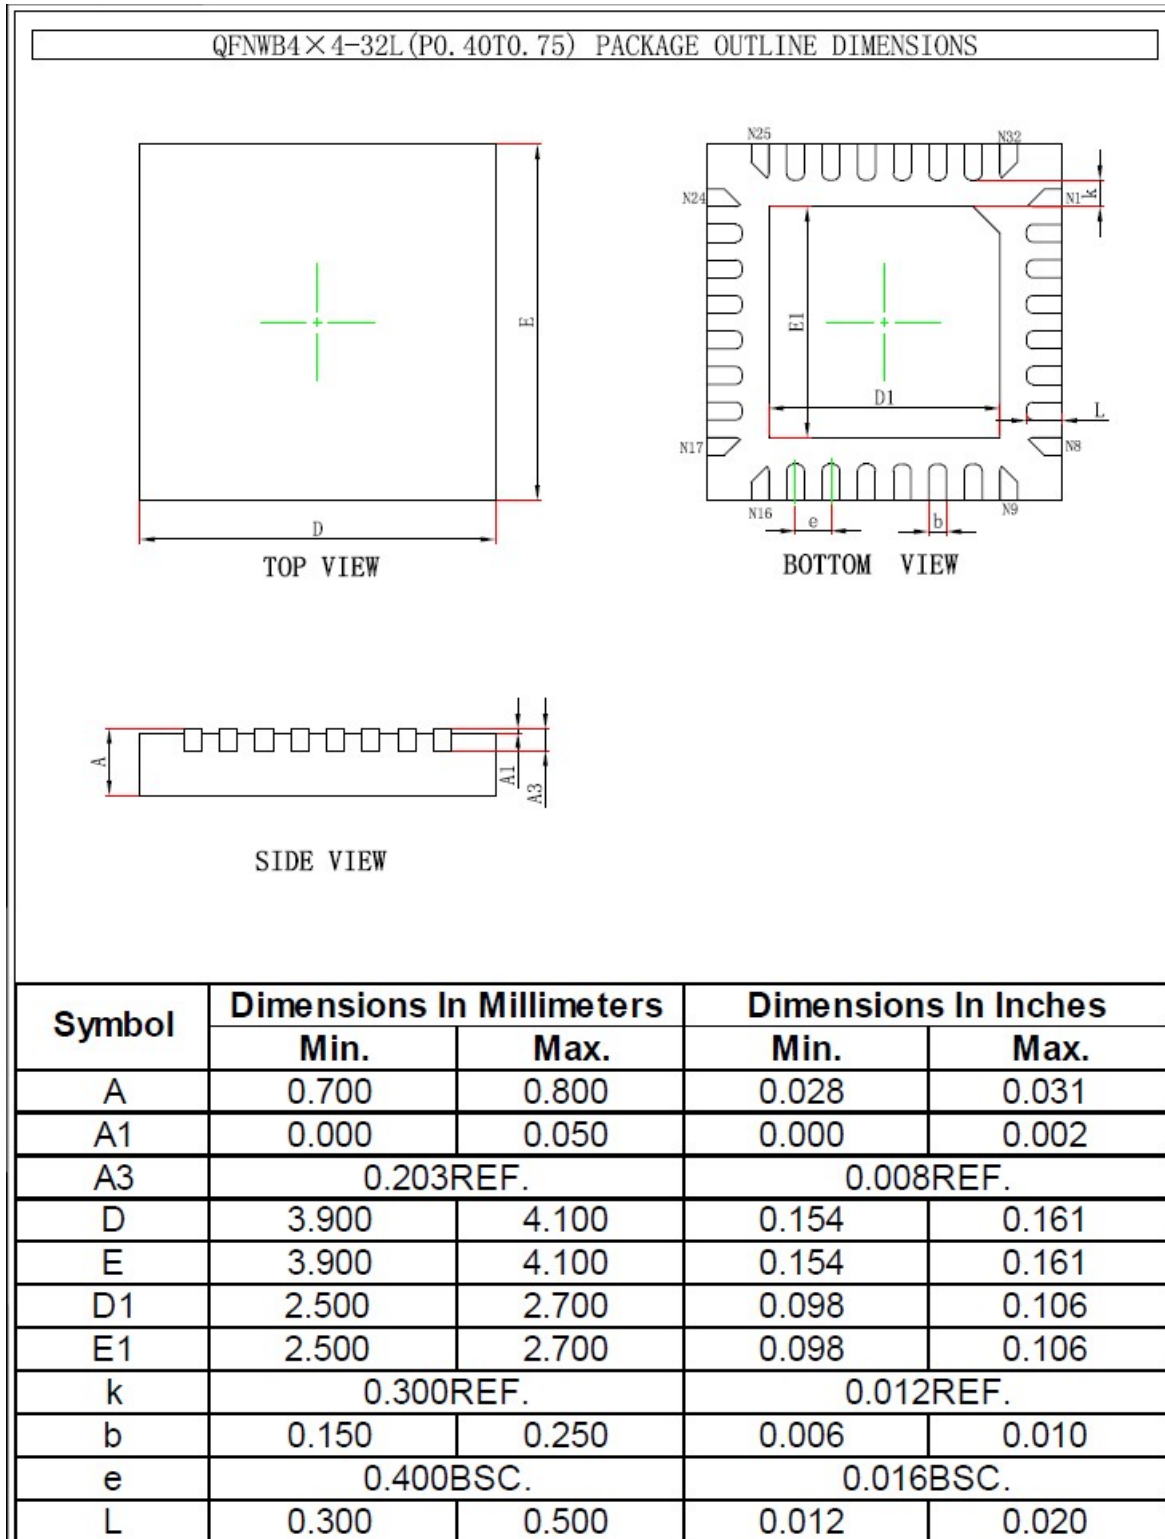 QFNWB4×4-32L(P0.40T0.75) PACKAGE OUTLINE DIMENSIONS
N25
N32
N24
N1
k
E
E1
D1
L
N17
N8
N16
e
b
N9
D
TOP VIEW
BOTTOM VIEW
A
A1
A3
SIDE VIEW
Symbol Dimensions In Millimeters Dimensions In Inches
Min. Max. Min. Max.
A 0.700 0.800 0.028 0.031
A1 0.000 0.050 0.000 0.002
A3 0.203REF. 0.008REF.
D 3.900 4.100 0.154 0.161
E 3.900 4.100 0.154 0.161
D1 2.500 2.700 0.098 0.106
E1 2.500 2.700 0.098 0.106
k 0.300REF. 0.012REF.
b 0.150 0.250 0.006 0.010
e 0.400BSC. 0.016BSC.
L 0.300 0.500 0.012 0.020